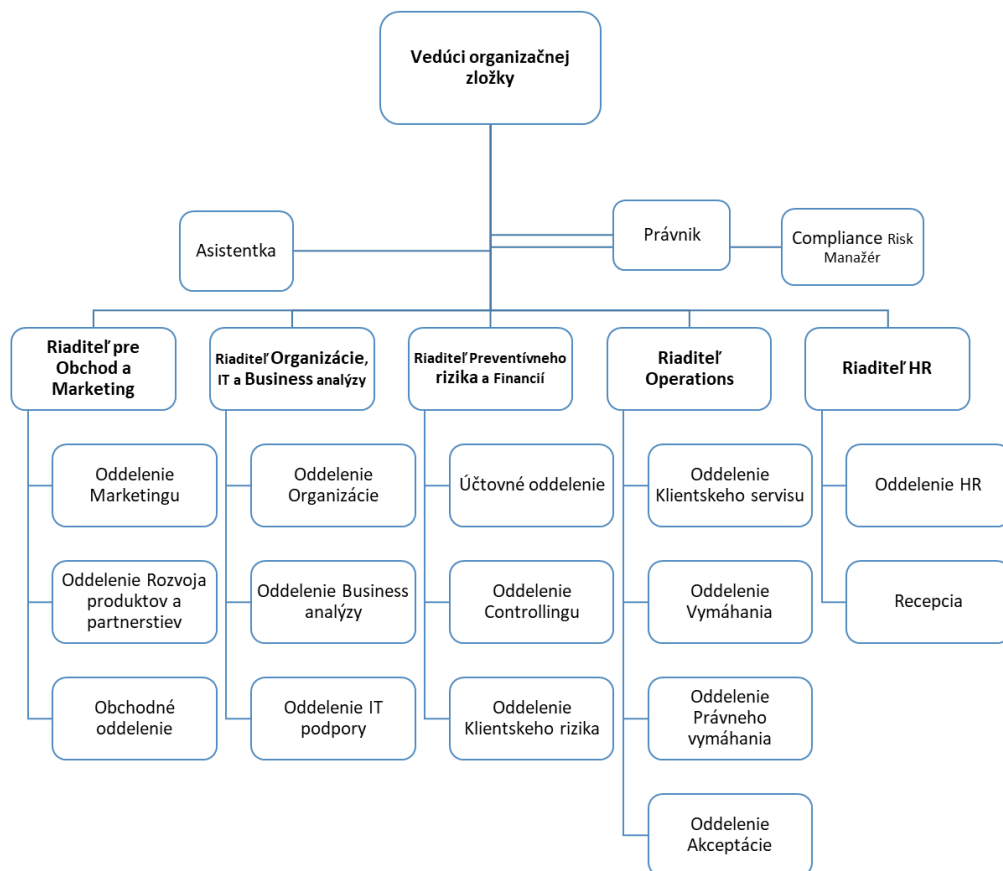 Vedúci organizačnej
zložky
Asistentka
Právnik
Compliance Risk
Manažér
Riaditeľ pre
Obchod a
Marketing
Riaditeľ Organizácie,
IT a Business analýzy
Riaditeľ Preventívneho
rizika a Financií
Riaditeľ
Operations
Riaditeľ HR
Oddelenie
Marketingu
Oddelenie
Organizácie
Účtovné oddelenie
Oddelenie
Klientskeho servisu
Oddelenie HR
Oddelenie Rozvoja
produktov a
partnerstiev
Oddelenie Business
analýzy
Oddelenie
Controllingu
Oddelenie
Vymáhania
Recepcia
Obchodné
oddelenie
Oddelenie IT
podpory
Oddelenie
Klientskeho rizika
Oddelenie
Právneho
vymáhania
Oddelenie
Akceptácie